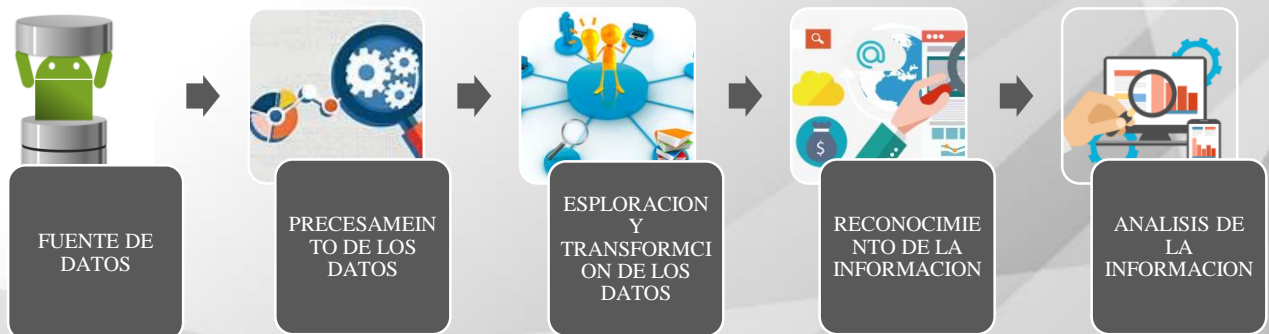 FUENTE DE
DATOS
PRECESAMEIN
TO DE LOS
DATOS
ESPLORACION
Y
TRANSFORMCI
ON DE LOS
DATOS
RECONOCIMIE
NTO DE LA
INFORMACION
ANALISIS DE
LA
INFORMACION